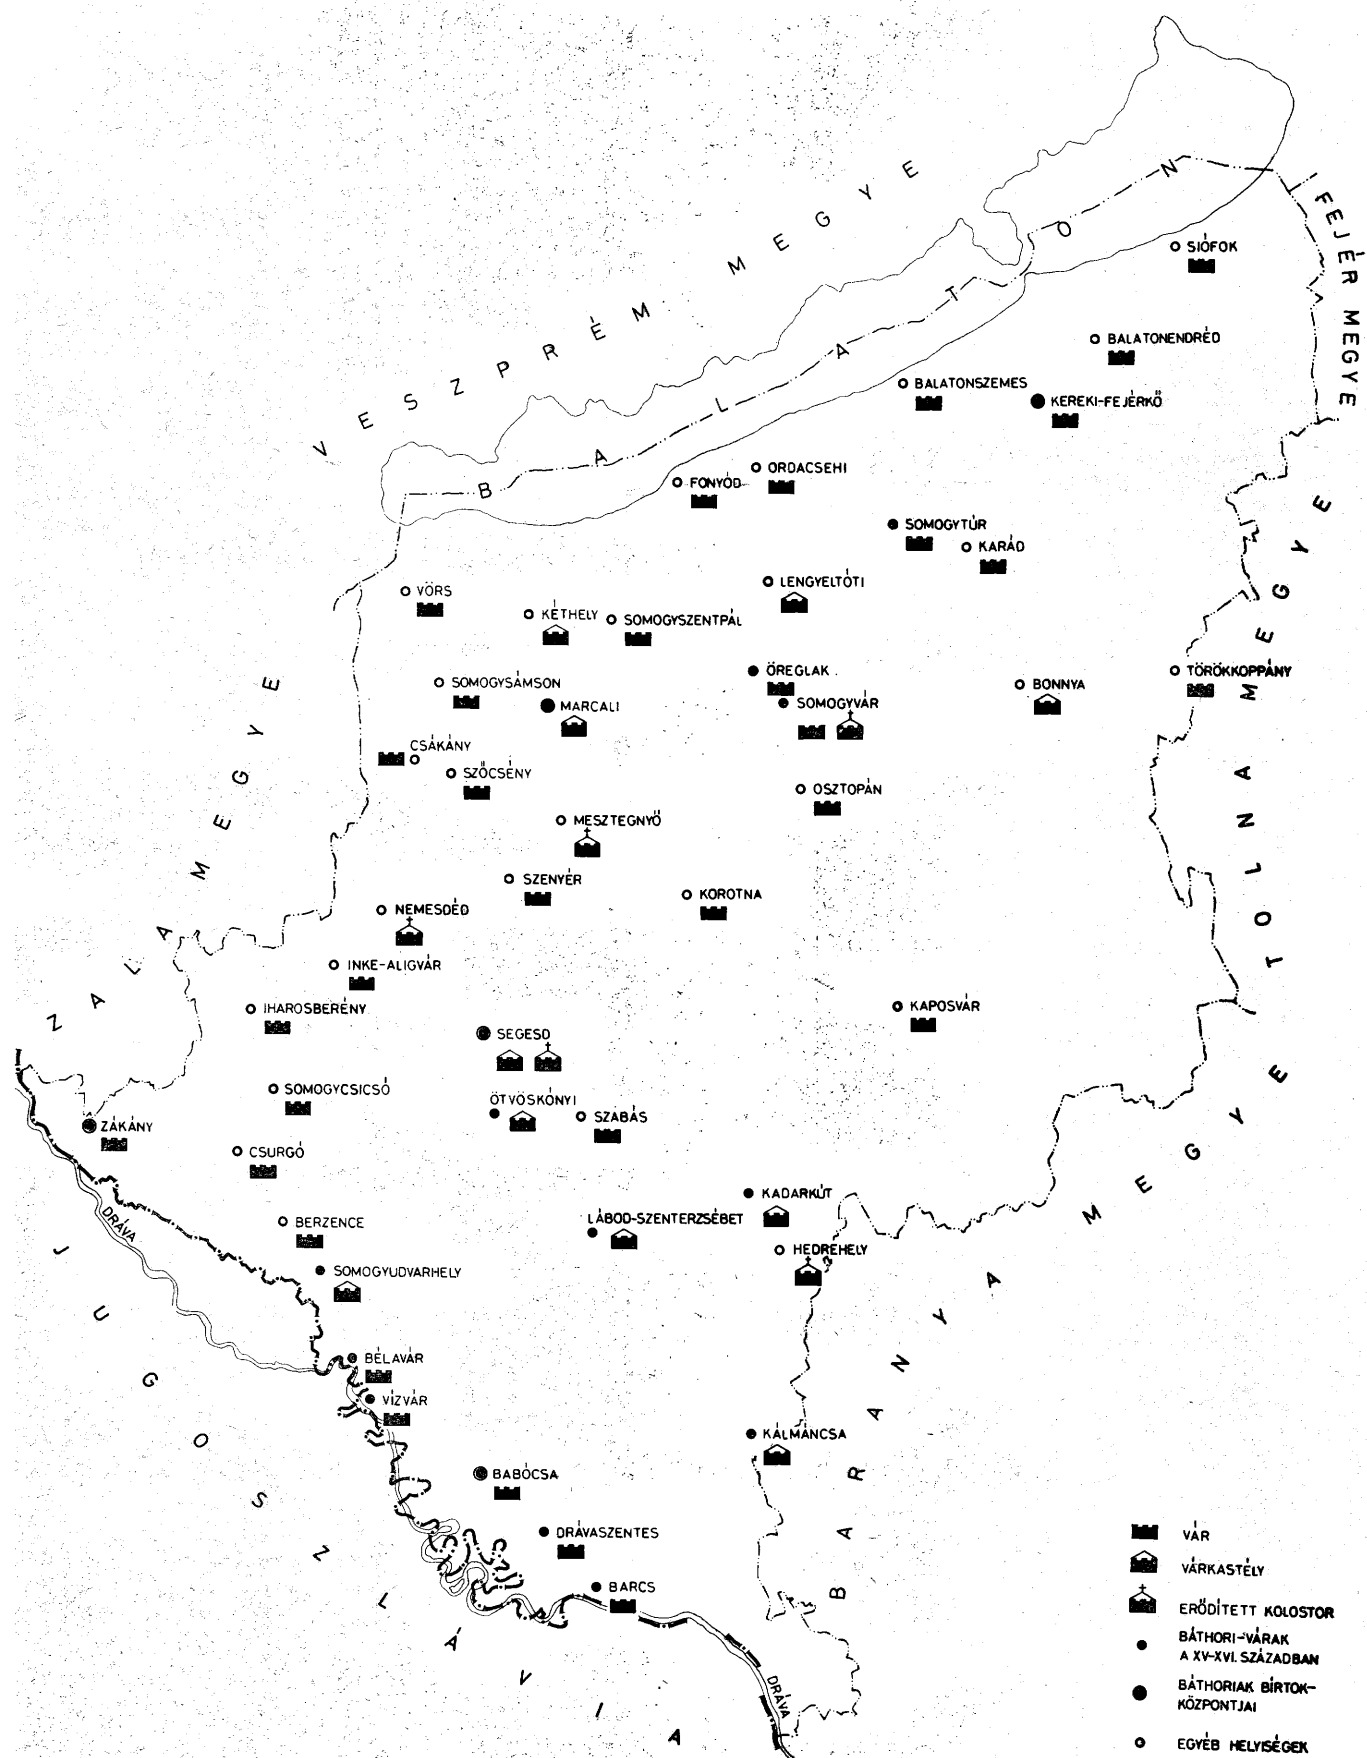 VESZPRÉM MEGYE
BALATON
FEJÉR MEGYE
SIÓFOK
BALATONENDRÉD
BALATONSZEMES
KEREKI-FEJÉRKŐ
ORDACSEHI
FONYÓD
SOMOGYTÚR
KARÁD
LENGYELTÓTI
VÖRS
KÉTHELY
SOMOGYSZENTPÁL
ÖREGLAK
TÖRÖKKOPPÁNY
SOMOGYSÁMSON
BONNYA
MARCALI
SOMOGYVÁR
CSÁKÁNY
SZŐCSÉNY
OSZTOPÁN
MESZTEGNYŐ
SZENYÉR
KOROTNA
NEMESDÉD
ZALA MEGYE
TOLNA MEGYE
INKE-ALIGVÁR
IHAROSBERÉNY
KAPOSVÁR
SEGESD
SOMOGYCSICSÓ
ÖTVÖSKÓNYI
SZABÁS
ZÁKÁNY
CSURGÓ
KADARKÚT
LÁBOD-SZENTERZSÉBET
BERZENCE
DRÁVA
HEDREHELY
SOMOGYUDVARHELY
BÉLAVÁR
VÍZVÁR
KÁLMÁNCSA
BABÓCSA
DRÁVASZENTES
BARCS
BARANYA MEGYE
JUGOSZLÁVIA
DRÁVA
VÁR
VÁRKASTÉLY
ERŐDÍTETT KOLOSTOR
BÁTHORI-VÁRAK
A XV-XVI. SZÁZADBAN
BÁTHORIAK BÍRTOK-
KÖZPONTJAI
EGYÉB HELYISÉGEK